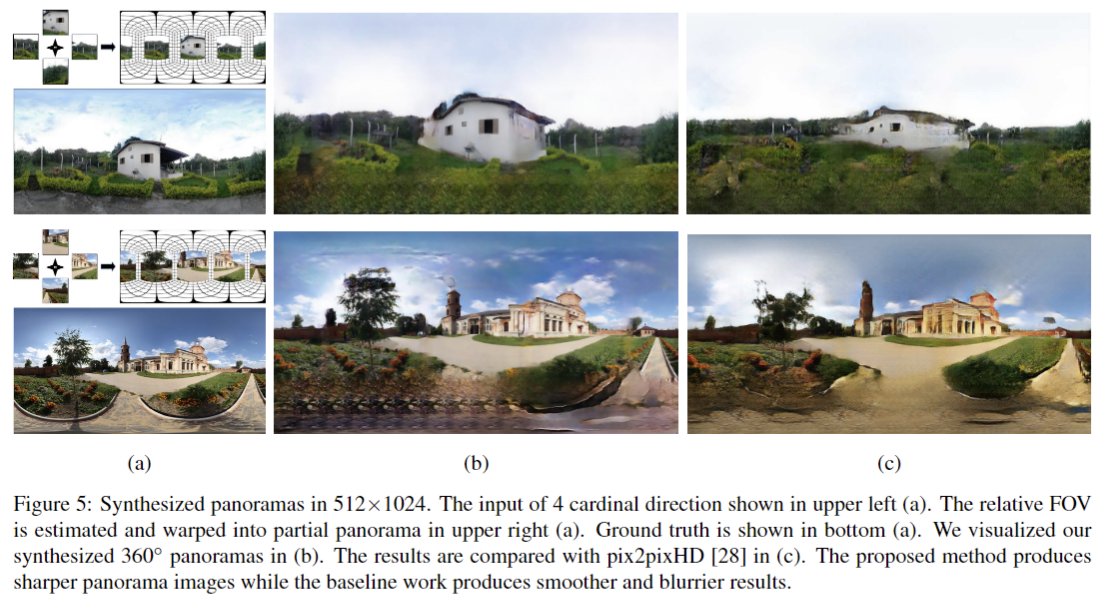 (a)
(b)
(c)
Figure 5: Synthesized panoramas in 512×1024. The input of 4 cardinal direction shown in upper left (a). The relative FOV
is estimated and warped into partial panorama in upper right (a). Ground truth is shown in bottom (a). We visualized our
synthesized 360° panoramas in (b). The results are compared with pix2pixHD [28] in (c). The proposed method produces
sharper panorama images while the baseline work produces smoother and blurrier results.